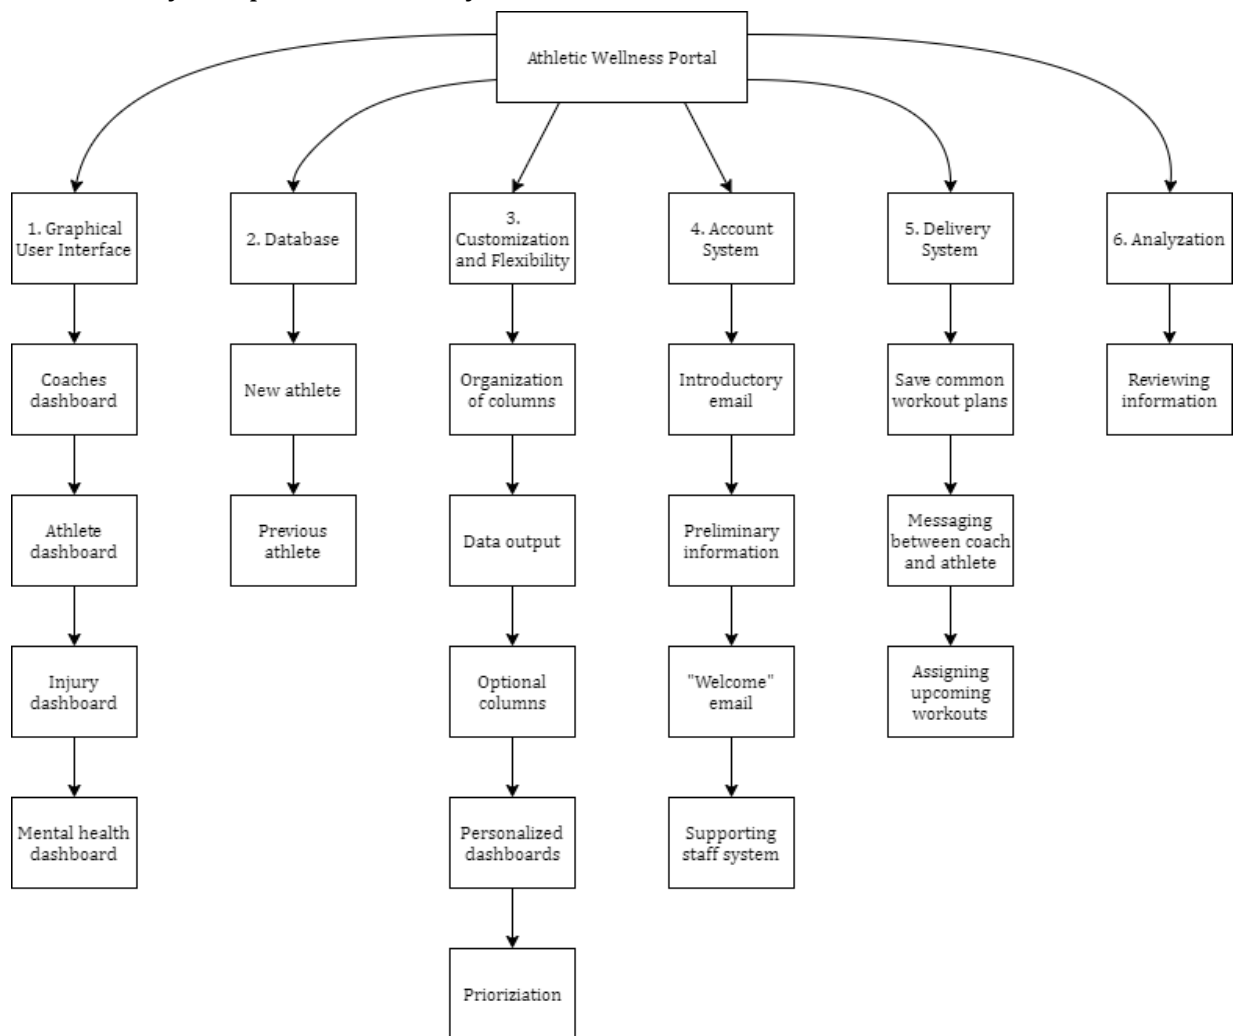 Athletic Wellness Portal
1. Graphical
User Interface
2. Database
3.
Customization
and Flexibility
4. Account
System
5. Delivery
System
6. Analyzation
Coaches
dashboard
New athlete
Organization
of columns
Introductory
email
Save common
workout plans
Reviewing
information
Athlete
dashboard
Previous
athlete
Data output
Preliminary
information
Messaging
between coach
and athlete
Injury
dashboard
Optional
columns
"Welcome"
email
Assigning
upcoming
workouts
Mental health
dashboard
Personalized
dashboards
Supporting
staff system
Prioriziation